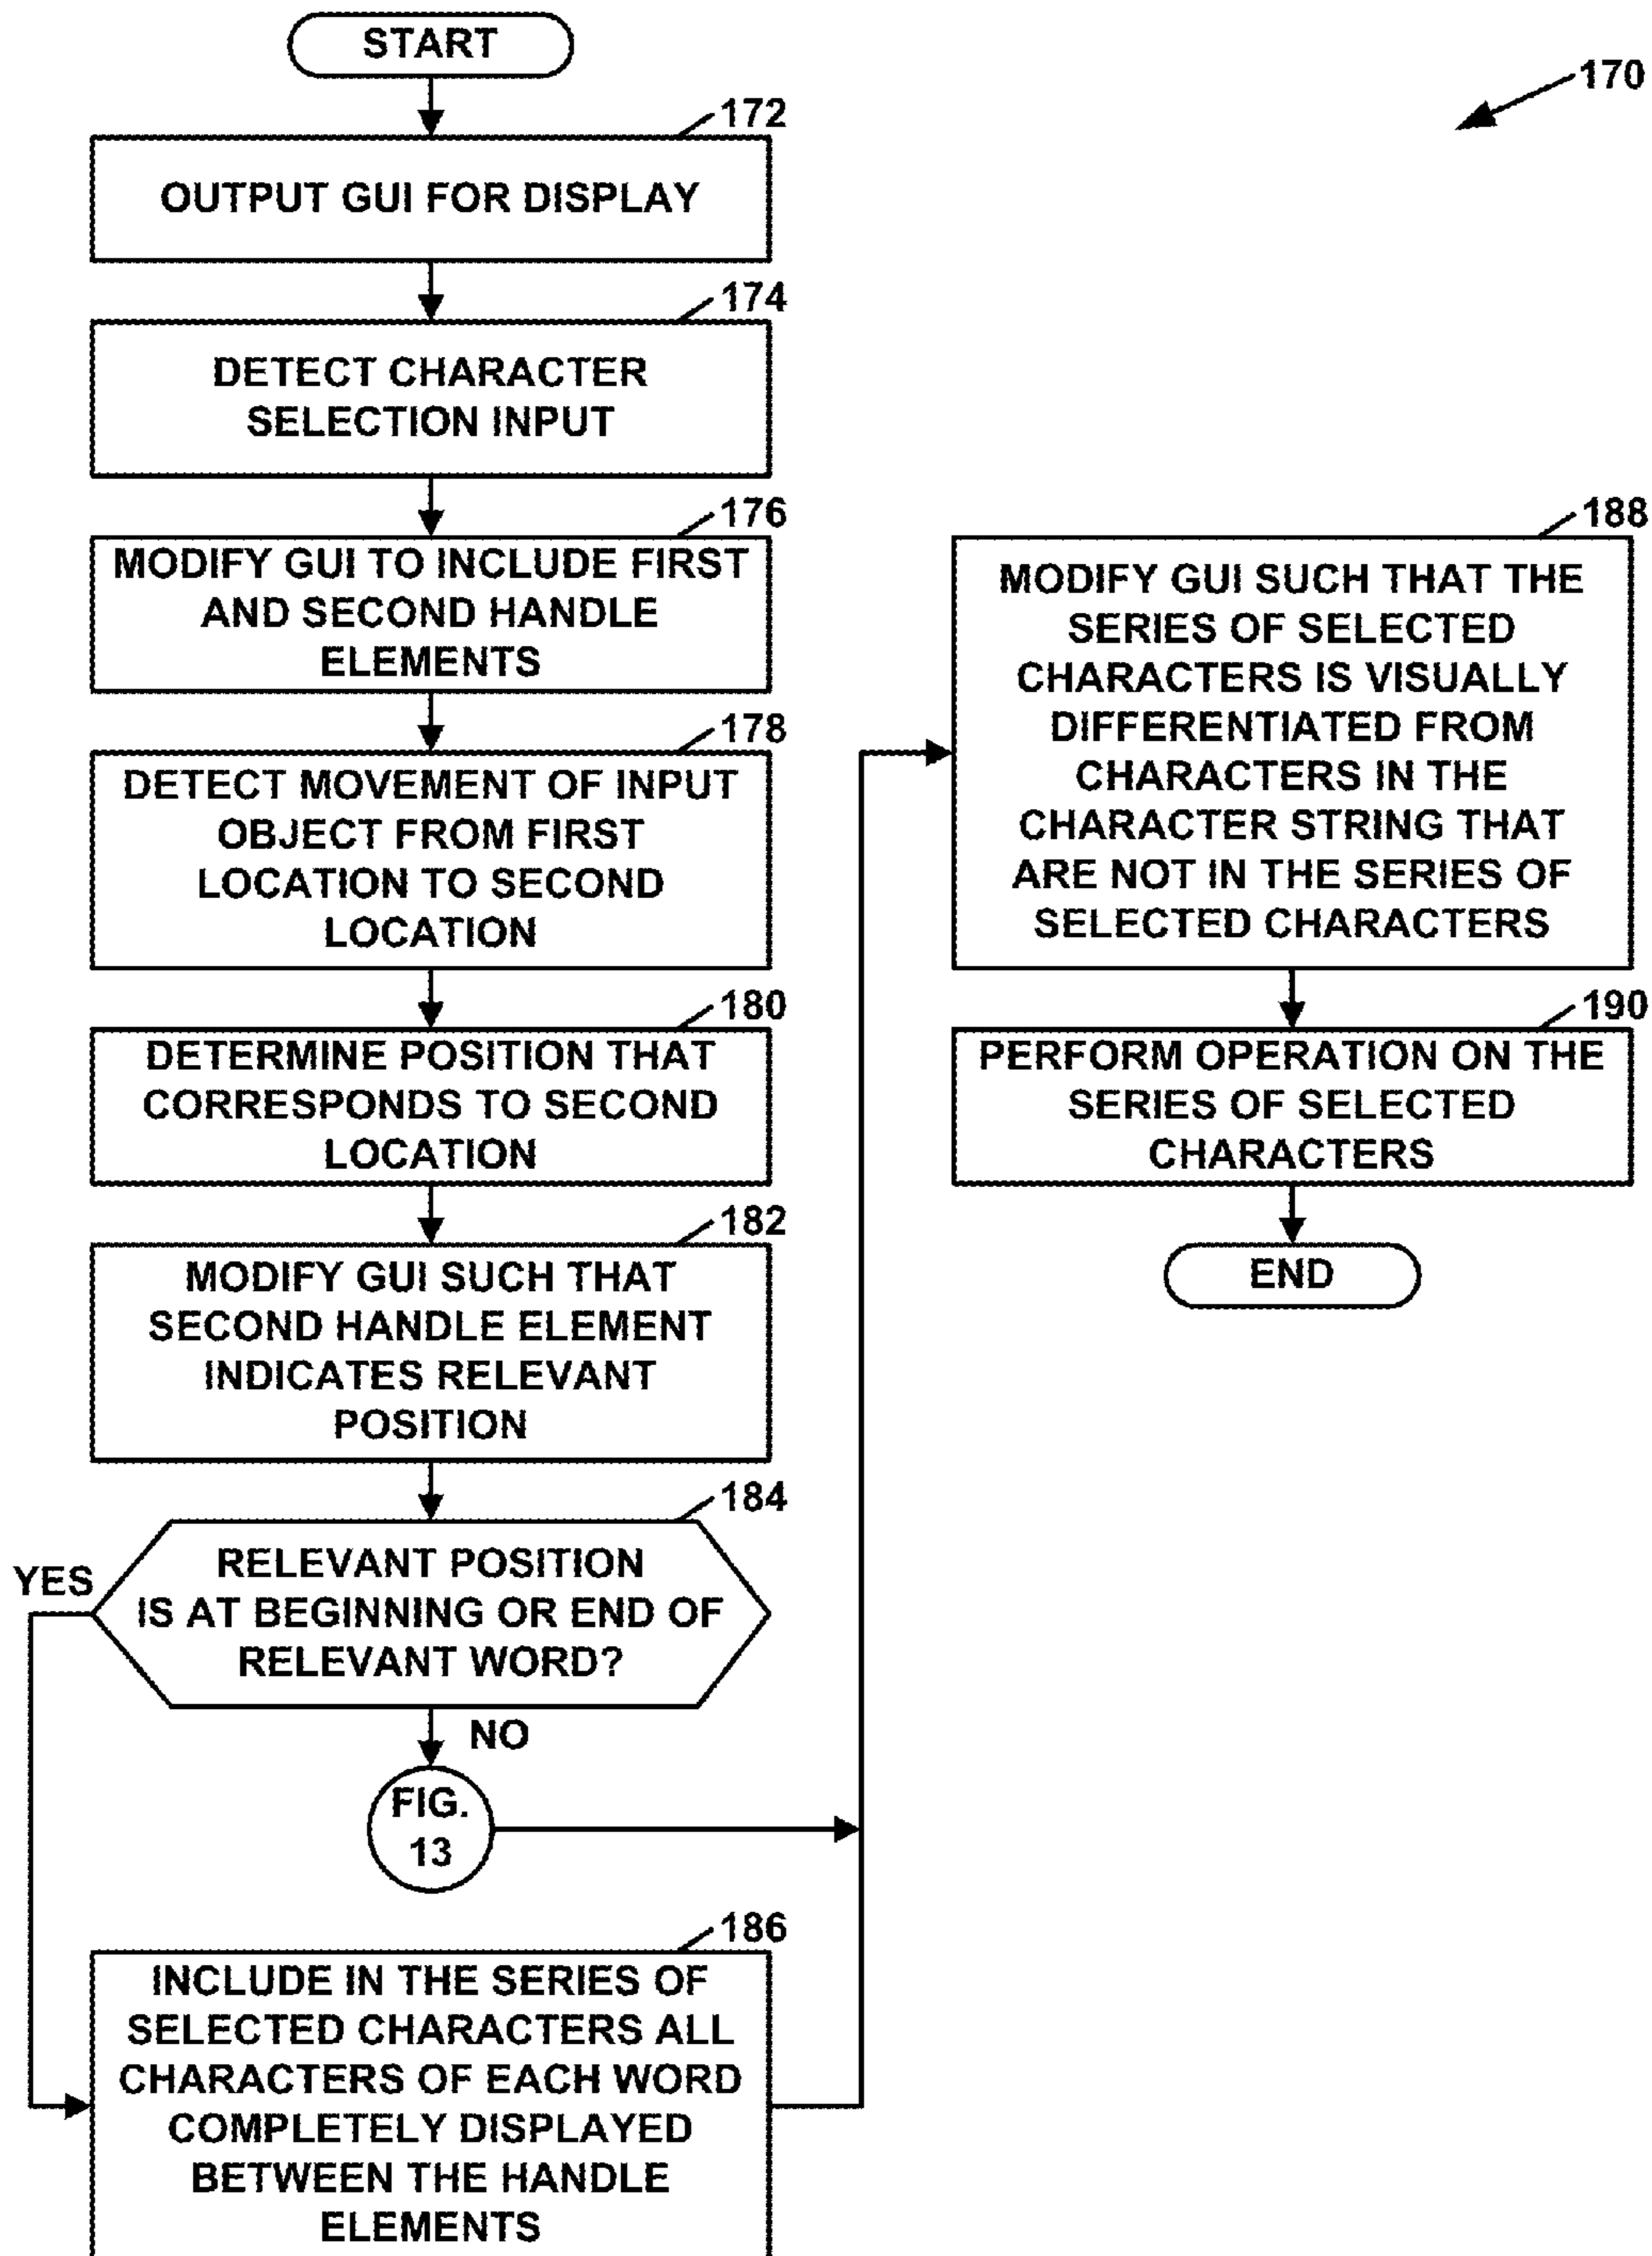 START
170
172
OUTPUT GUI FOR DISPLAY
174
DETECT CHARACTER
SELECTION INPUT
176
MODIFY GUI TO INCLUDE FIRST
AND SECOND HANDLE
ELEMENTS
178
DETECT MOVEMENT OF INPUT
OBJECT FROM FIRST
LOCATION TO SECOND
LOCATION
180
DETERMINE POSITION THAT
CORRESPONDS TO SECOND
LOCATION
182
MODIFY GUI SUCH THAT
SECOND HANDLE ELEMENT
INDICATES RELEVANT
POSITION
184
RELEVANT POSITION
IS AT BEGINNING OR END OF
RELEVANT WORD?
YES
NO
FIG.
13
186
INCLUDE IN THE SERIES OF
SELECTED CHARACTERS ALL
CHARACTERS OF EACH WORD
COMPLETELY DISPLAYED
BETWEEN THE HANDLE
ELEMENTS
188
MODIFY GUI SUCH THAT THE
SERIES OF SELECTED
CHARACTERS IS VISUALLY
DIFFERENTIATED FROM
CHARACTERS IN THE
CHARACTER STRING THAT
ARE NOT IN THE SERIES OF
SELECTED CHARACTERS
190
PERFORM OPERATION ON THE
SERIES OF SELECTED
CHARACTERS
END